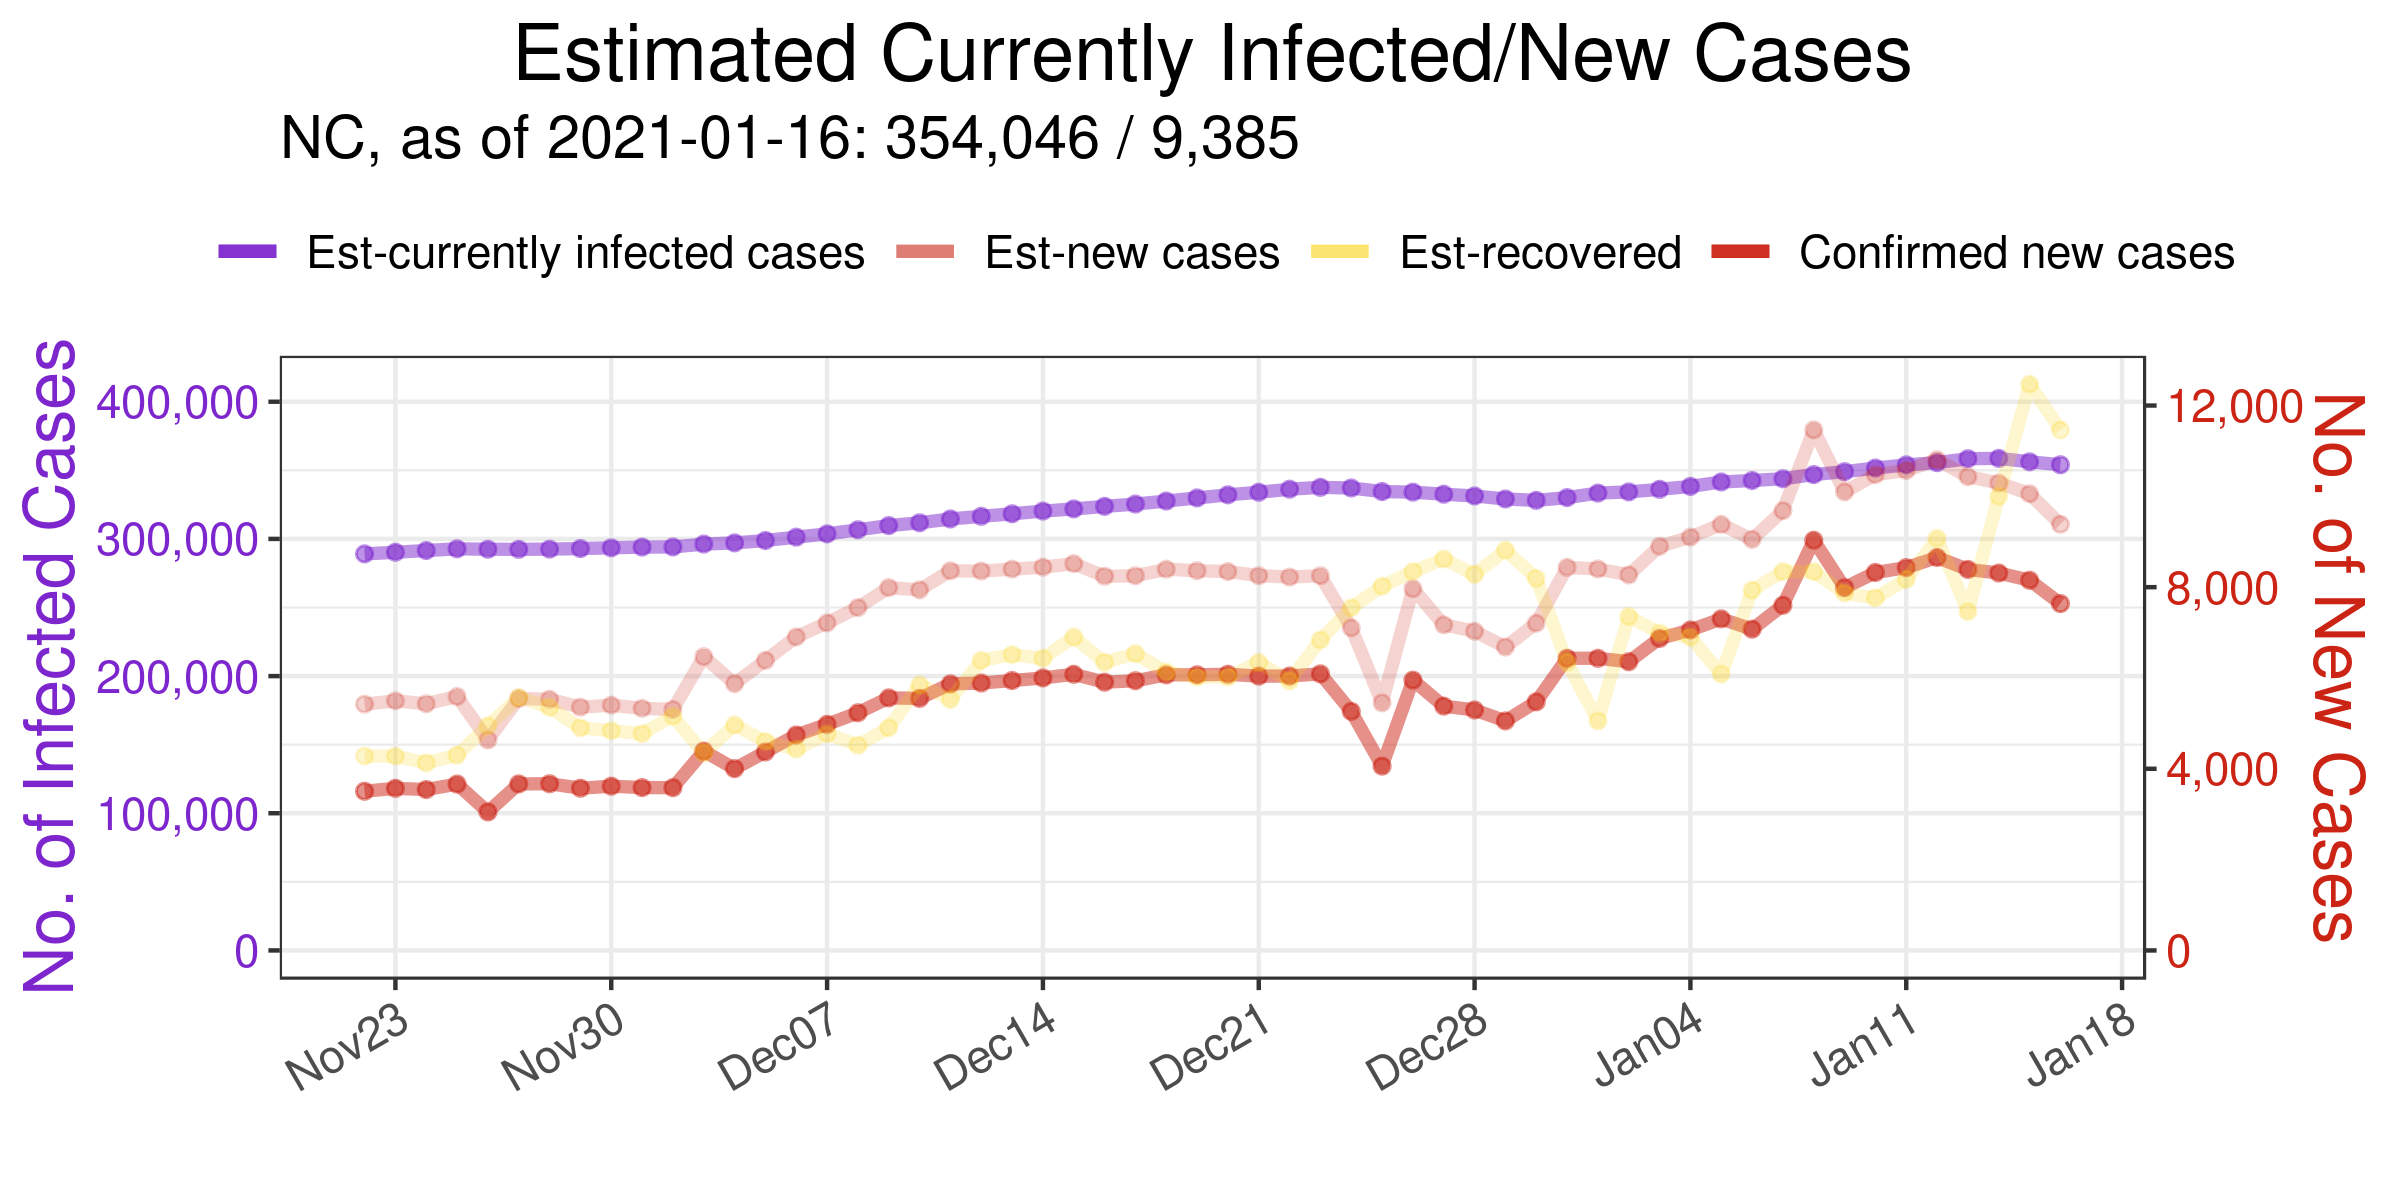 Estimated Currently Infected/New Cases
NC, as of 2021-01-16: 354,046 / 9,385
Est-currently infected cases Est-new cases Est-recovered Confirmed new cases
No. of Infected Cases
400,000
300,000
200,000
100,000
0
12,000
8,000
4,000
0
No. of New Cases
Nov23 Nov30 Dec07 Dec14 Dec21 Dec28 Jan04 Jan11 Jan18